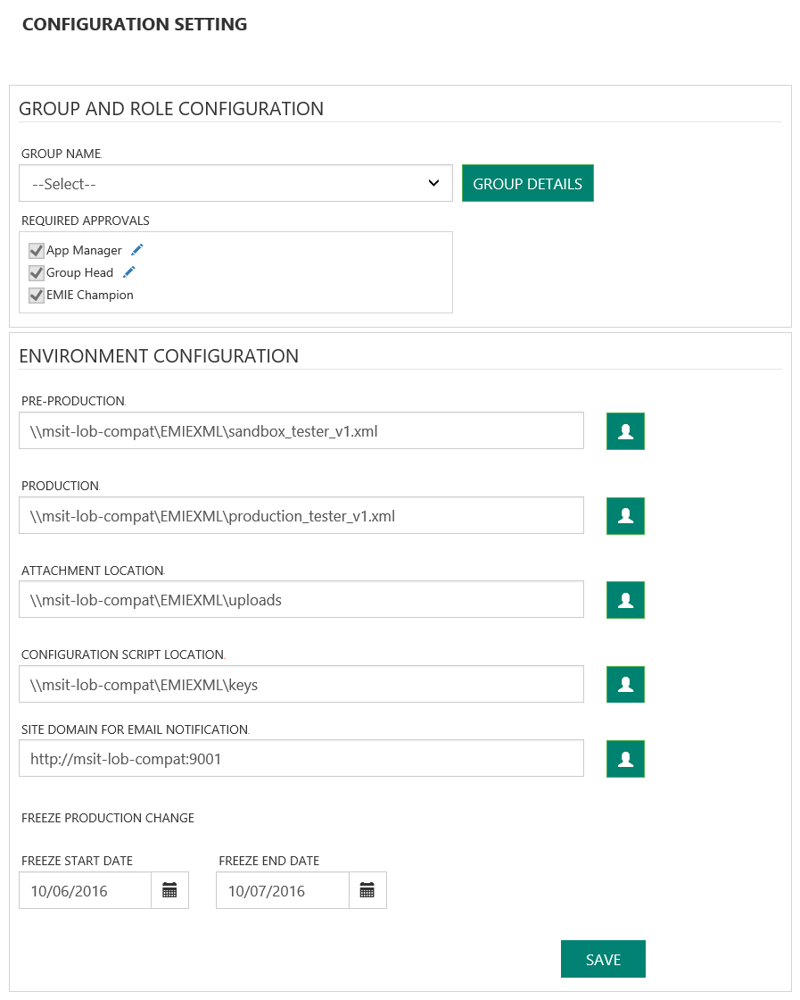 CONFIGURATION SETTING
GROUP AND ROLE CONFIGURATION
GROUP NAME
--Select--
GROUP DETAILS
REQUIRED APPROVALS
App Manager
Group Head
EMIE Champion
ENVIRONMENT CONFIGURATION
PRE-PRODUCTION
\\msit-lob-compat\EMIEXML\sandbox_tester_v1.xml
PRODUCTION
\\msit-lob-compat\EMIEXML\production_tester_v1.xml
ATTACHMENT LOCATION
\\msit-lob-compat\EMIEXML\uploads
CONFIGURATION SCRIPT LOCATION
\\msit-lob-compat\EMIEXML\keys
SITE DOMAIN FOR EMAIL NOTIFICATION
http://msit-lob-compat:9001
FREEZE PRODUCTION CHANGE
FREEZE START DATE FREEZE END DATE
10/06/2016 10/07/2016
SAVE